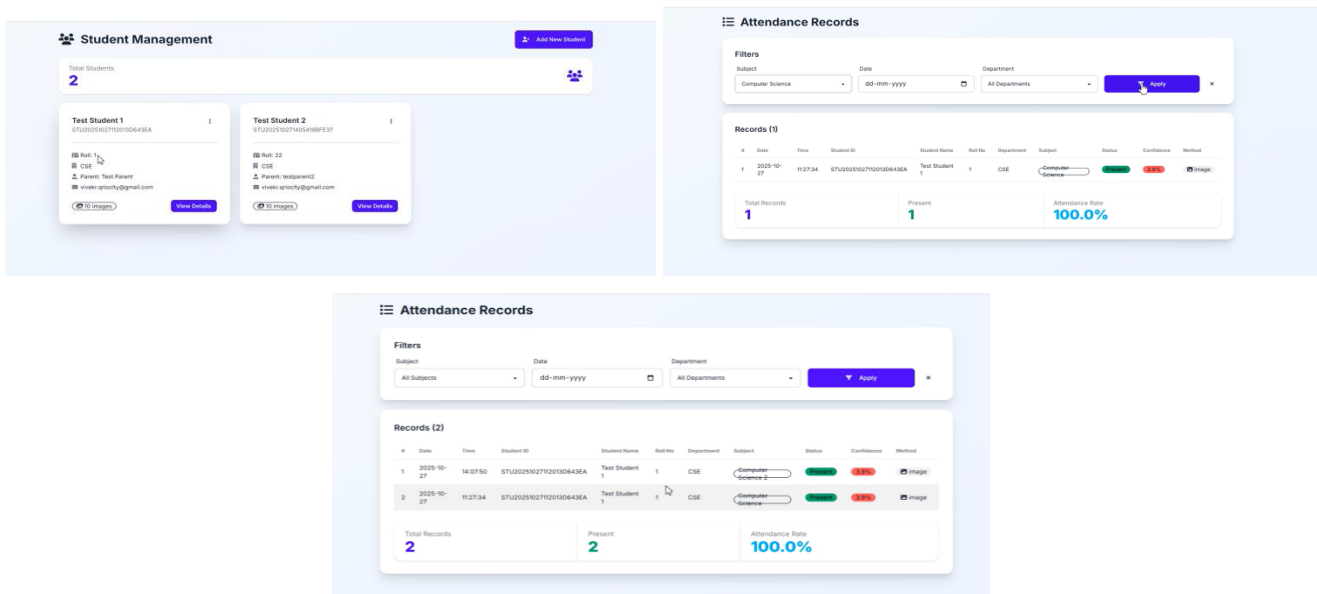 Student Management
Add New Student
Total Students
2
Test Student 1
STU20251027112013D643EA
Roll: 1
CSE
Parent: Test Parent
vivekr.qriocity@gmail.com
10 images
View Details
Test Student 2
Roll: 22
CSE
Parent: testparent2
vivekr.qriocity@gmail.com
10 images
View Details
Attendance Records
Filters
Subject Date Department
Computer Science dd-mm-yyyy All Departments Apply ×
Records (1)
# Date Time Student ID Student Name Roll No Department Subject Status Confidence Method
1 2025-10-27 11:27:34 STU20251027112013D643EA Test Student 1 1 CSE Computer Science Present 3.9% Image
Total Records Present Attendance Rate
1 1 100.0%
Attendance Records
Filters
Subject Date Department
All Subjects dd-mm-yyyy All Departments Apply ×
Records (2)
# Date Time Student ID Student Name Roll No Department Subject Status Confidence Method
1 2025-10-27 14:07:50 STU20251027112013D643EA Test Student 1 1 CSE Computer Science 2 Present 3.9% Image
2 2025-10-27 11:27:34 STU20251027112013D643EA Test Student 1 1 CSE Computer Science Present 3.9% Image
Total Records Present Attendance Rate
2 2 100.0%